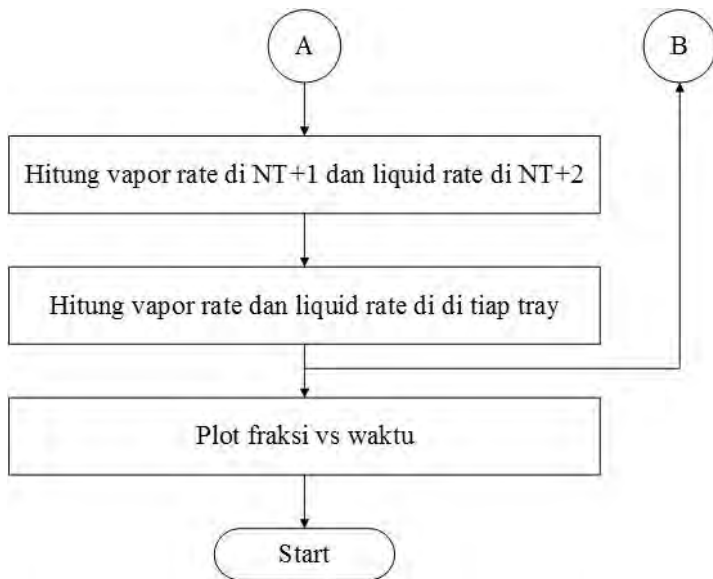 A
B
Hitung vapor rate di NT+1 dan liquid rate di NT+2
Hitung vapor rate dan liquid rate di di tiap tray
Plot fraksi vs waktu
Start